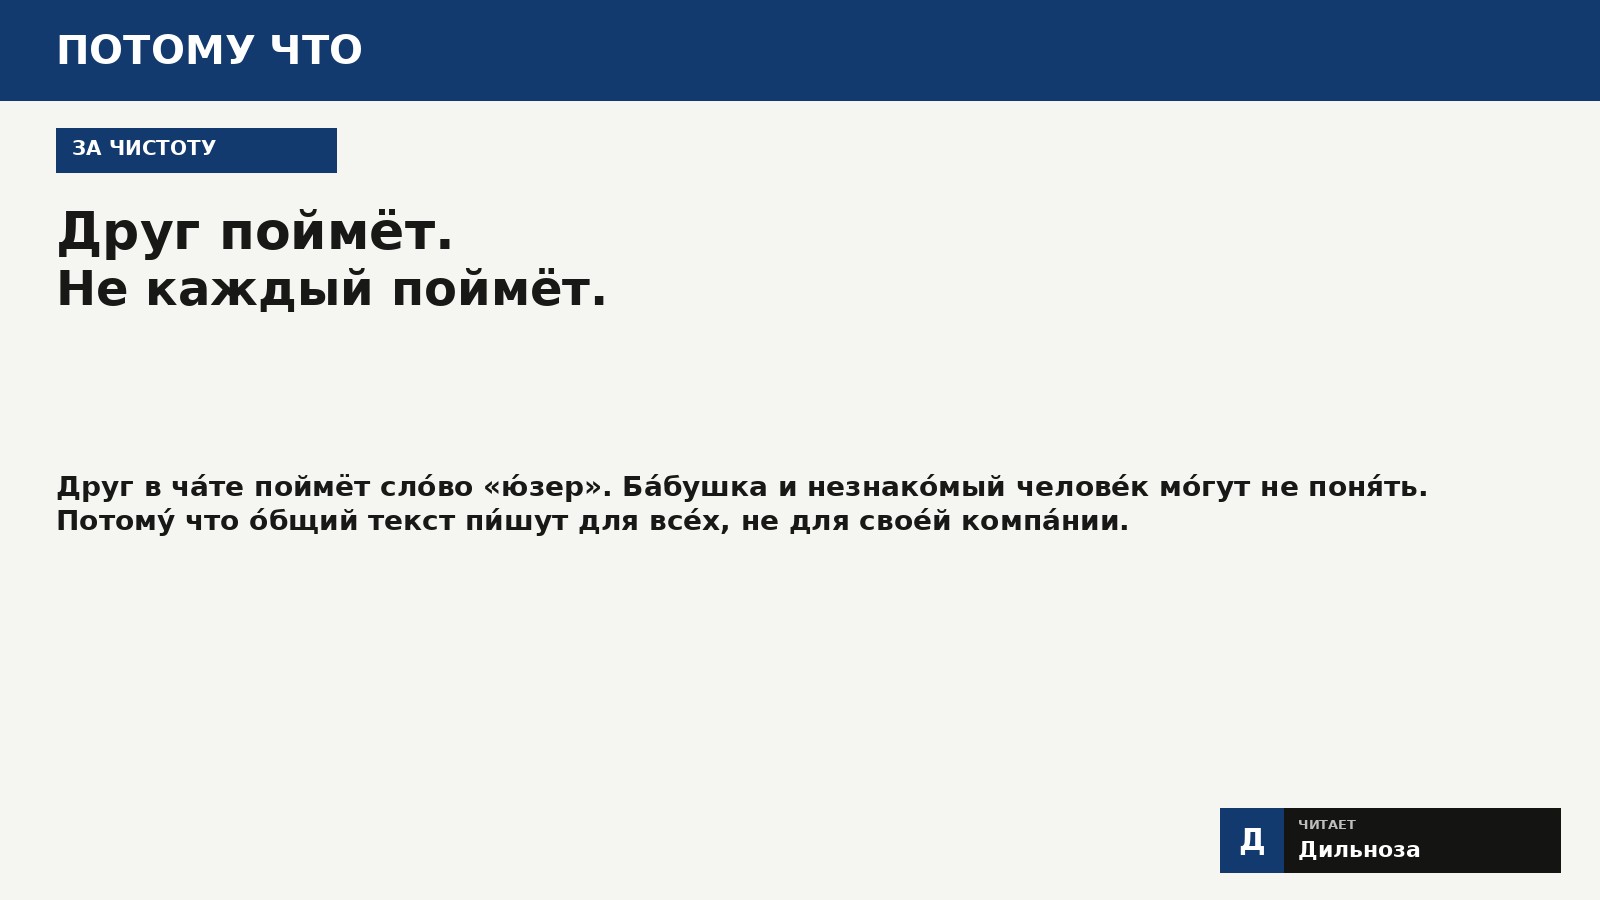 ПОТОМУ ЧТО
ЗА ЧИСТОТУ
Друг поймёт.
Не каждый поймёт.
Друг в ча́те поймёт сло́во «ю́зер». Ба́бушка и незнако́мый челове́к мо́гут не поня́ть.
Потому́ что о́бщий текст пи́шут для все́х, не для свое́й компа́нии.
Д
ЧИТАЕТ
Дильноза